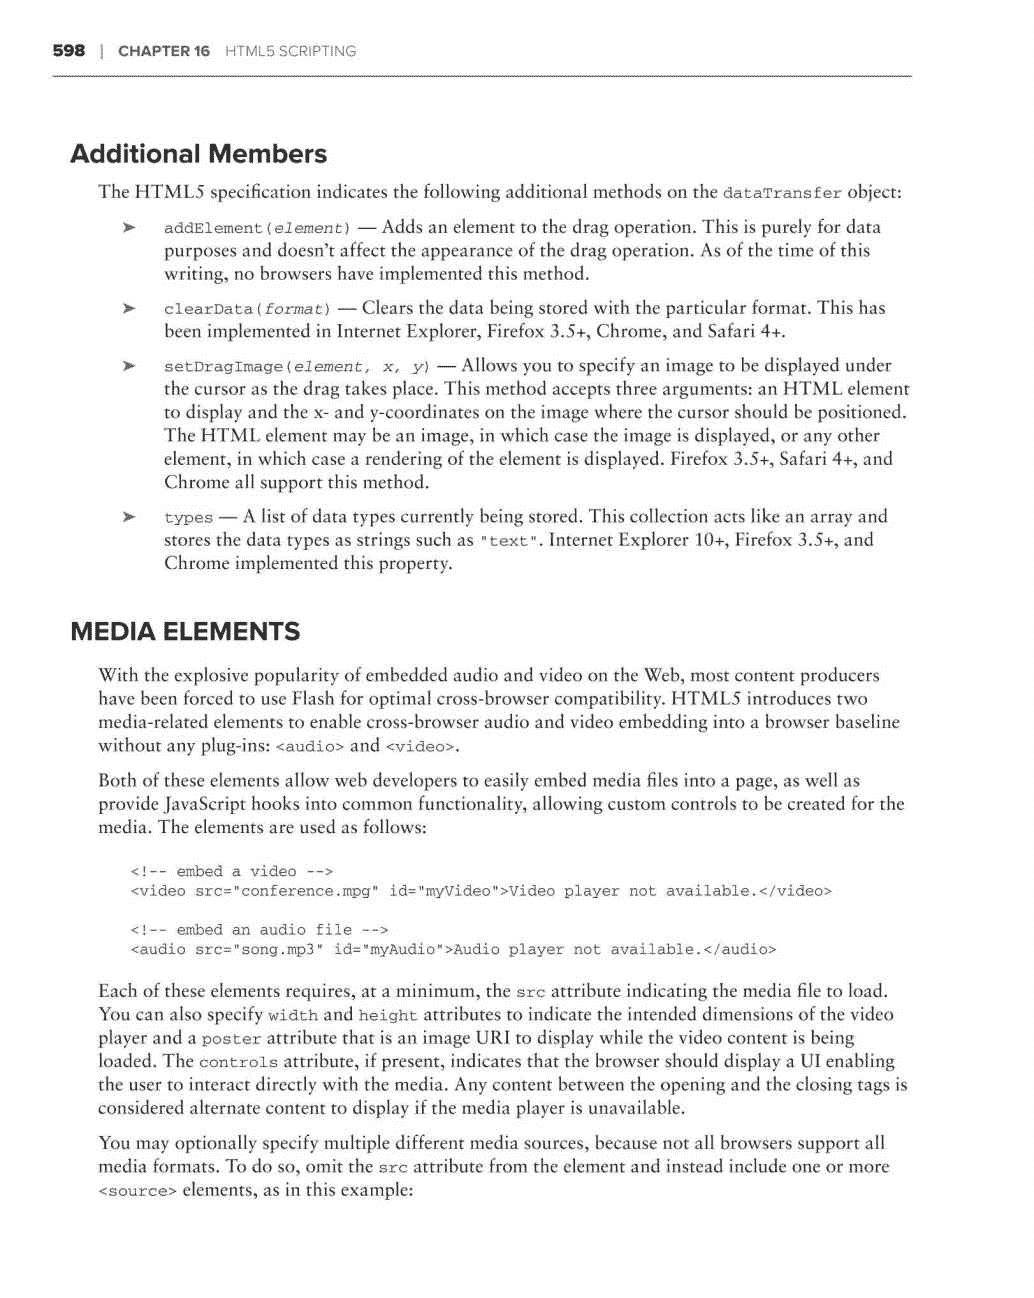 598 | CHAPTER 16 HTML5 SCRIPTING
Additional Members
The HTML5 specification indicates the following additional methods on the dataTransfer object:
➤ addElement(element) — Adds an element to the drag operation. This is purely for data
purposes and doesn't affect the appearance of the drag operation. As of the time of this
writing, no browsers have implemented this method.
➤ clearData(format) — Clears the data being stored with the particular format. This has
been implemented in Internet Explorer, Firefox 3.5+, Chrome, and Safari 4+.
➤ setDragImage(element, x, y) — Allows you to specify an image to be displayed under
the cursor as the drag takes place. This method accepts three arguments: an HTML element
to display and the x- and y-coordinates on the image where the cursor should be positioned.
The HTML element may be an image, in which case the image is displayed, or any other
element, in which case a rendering of the element is displayed. Firefox 3.5+, Safari 4+, and
Chrome all support this method.
➤ types — A list of data types currently being stored. This collection acts like an array and
stores the data types as strings such as "text". Internet Explorer 10+, Firefox 3.5+, and
Chrome implemented this property.
MEDIA ELEMENTS
With the explosive popularity of embedded audio and video on the Web, most content producers
have been forced to use Flash for optimal cross-browser compatibility. HTML5 introduces two
media-related elements to enable cross-browser audio and video embedding into a browser baseline
without any plug-ins: <audio> and <video>.
Both of these elements allow web developers to easily embed media files into a page, as well as
provide JavaScript hooks into common functionality, allowing custom controls to be created for the
media. The elements are used as follows:
<!-- embed a video -->
<video src="conference.mpg" id="myVideo">Video player not available.</video>
<!-- embed an audio file -->
<audio src="song.mp3" id="myAudio">Audio player not available.</audio>
Each of these elements requires, at a minimum, the src attribute indicating the media file to load.
You can also specify width and height attributes to indicate the intended dimensions of the video
player and a poster attribute that is an image URI to display while the video content is being
loaded. The controls attribute, if present, indicates that the browser should display a UI enabling
the user to interact directly with the media. Any content between the opening and the closing tags is
considered alternate content to display if the media player is unavailable.
You may optionally specify multiple different media sources, because not all browsers support all
media formats. To do so, omit the src attribute from the element and instead include one or more
<source> elements, as in this example: